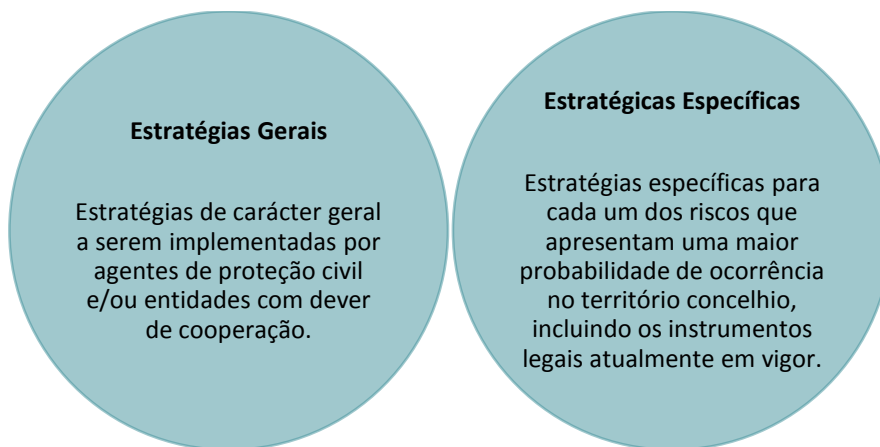 Estratégias Gerais
Estratégias de carácter geral
a serem implementadas por
agentes de proteção civil
e/ou entidades com dever
de cooperação.
Estratégicas Específicas
Estratégias específicas para
cada um dos riscos que
apresentam uma maior
probabilidade de ocorrência
no território concelhio,
incluindo os instrumentos
legais atualmente em vigor.